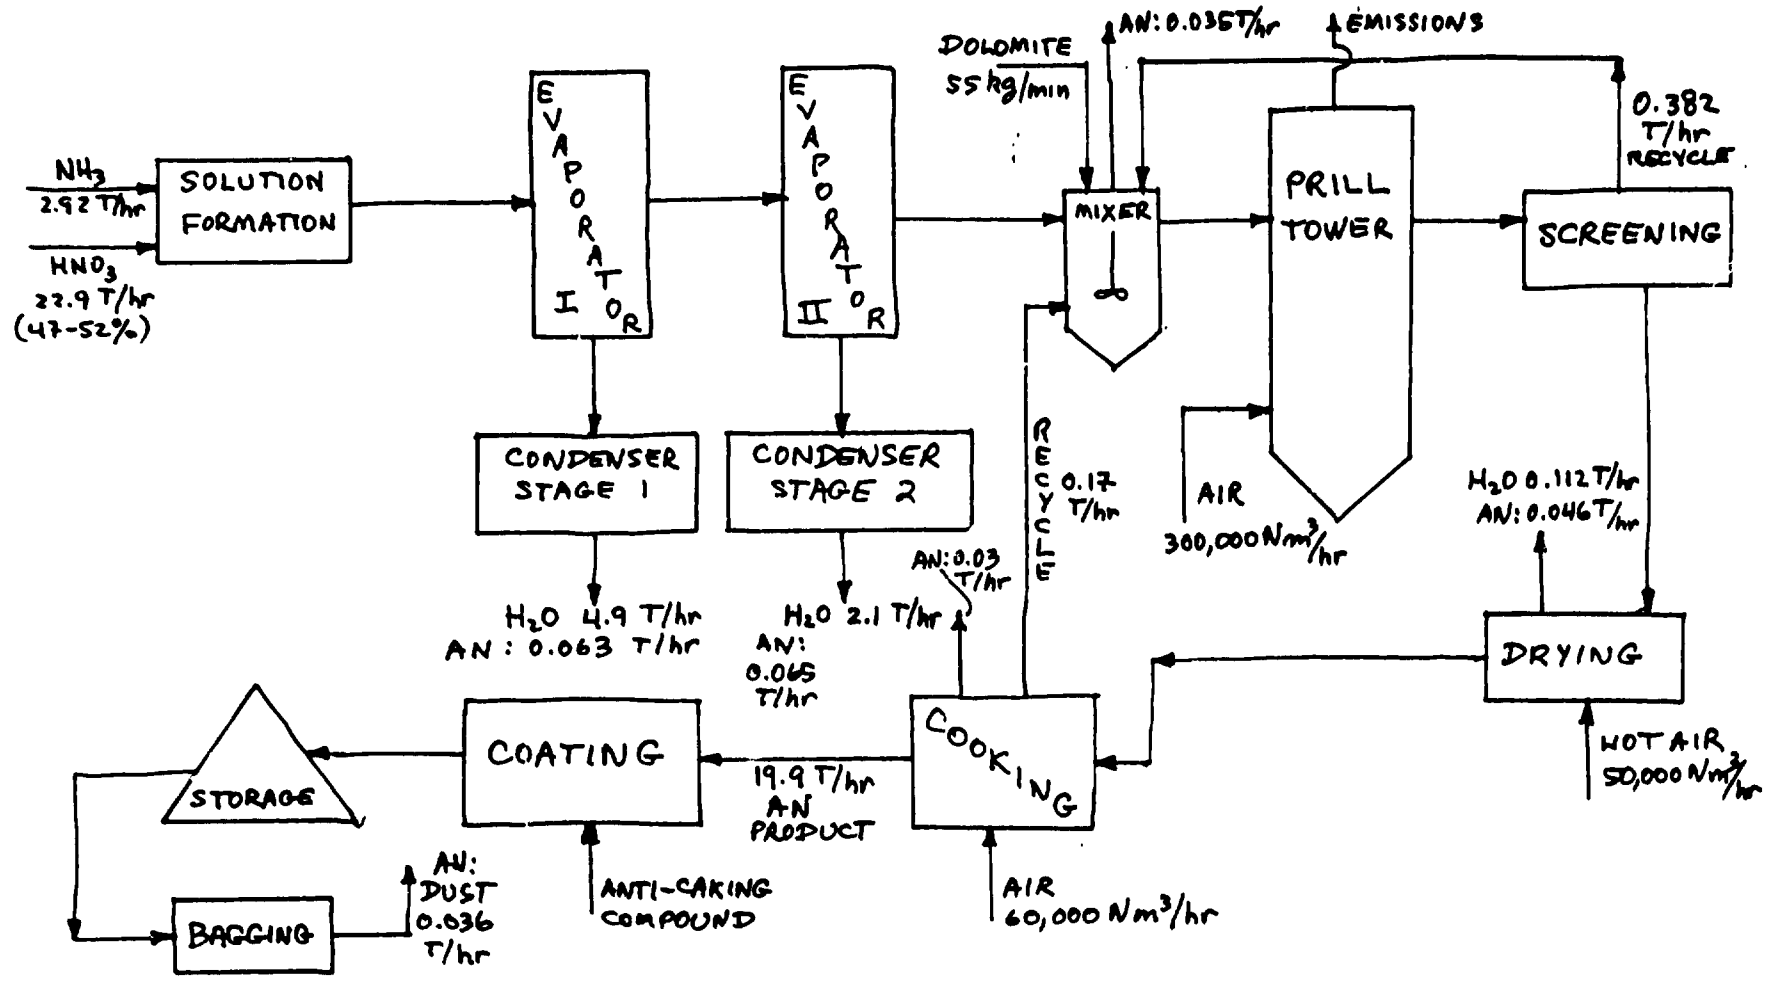 NH3
2.92 T/hr
HNO3
22.9 T/hr
(47-52%)
SOLUTION
FORMATION
EVAPORATOR
I
EVAPORATOR
II
CONDENSER
STAGE 1
H2O 4.9 T/hr
AN: 0.063 T/hr
CONDENSER
STAGE 2
H2O 2.1 T/hr
AN:
0.065
T/hr
DOLOMITE
55 kg/min
AN: 0.035 T/hr
MIXER
EMISSIONS
PRILL
TOWER
AIR
300,000 Nm3/hr
0.382
T/hr
RECYCLE
SCREENING
H2O 0.112 T/hr
AN: 0.046 T/hr
DRYING
HOT AIR
50,000 Nm3/hr
RECYCLE
0.17
T/hr
AN: 0.03
T/hr
COOKING
AIR
60,000 Nm3/hr
19.9 T/hr
AN
PRODUCT
COATING
ANTI-CAKING
COMPOUND
STORAGE
BAGGING
AN:
DUST
0.036
T/hr